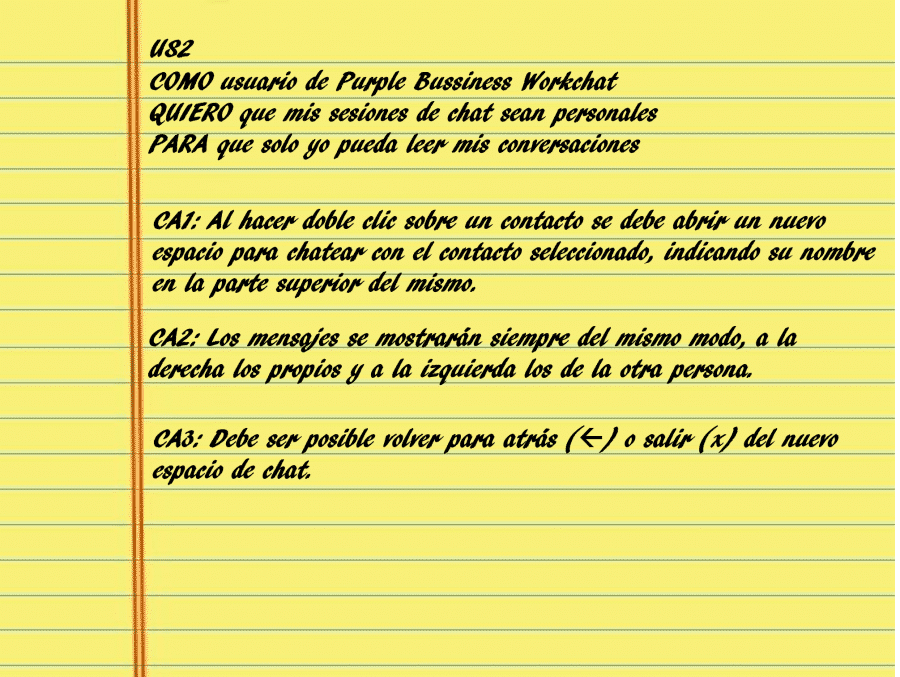 US2
COMO usuario de Purple Bussiness Workchat
QUIERO que mis sesiones de chat sean personales
PARA que solo yo pueda leer mis conversaciones
CA1: Al hacer doble clic sobre un contacto se debe abrir un nuevo
espacio para chatear con el contacto seleccionado, indicando su nombre
en la parte superior del mismo.
CA2: Los mensajes se mostrarán siempre del mismo modo, a la
derecha los propios y a la izquierda los de la otra persona.
CA3: Debe ser posible volver para atrás (←) o salir (x) del nuevo
espacio de chat.